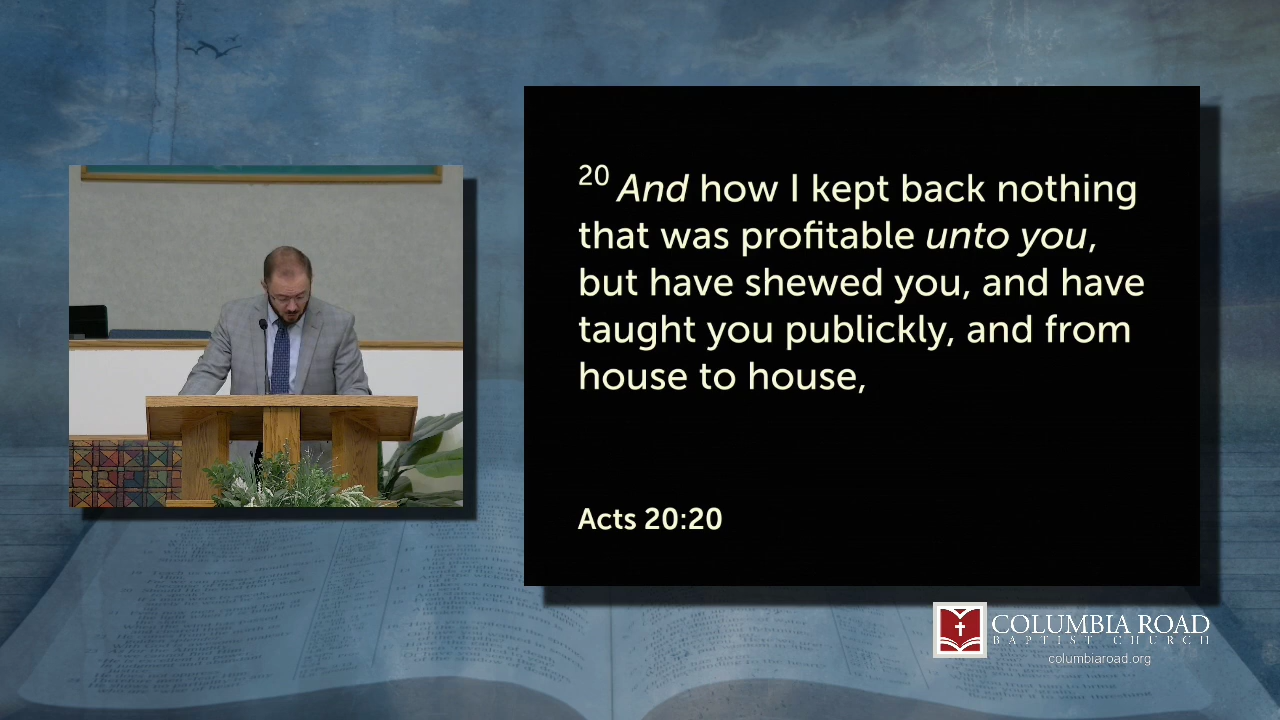 20 And how I kept back nothing
that was profitable unto you,
but have shewed you, and have
taught you publickly, and from
house to house,
Acts 20:20
COLUMBIA ROAD
BAPTIST CHURCH
columbiaroad.org